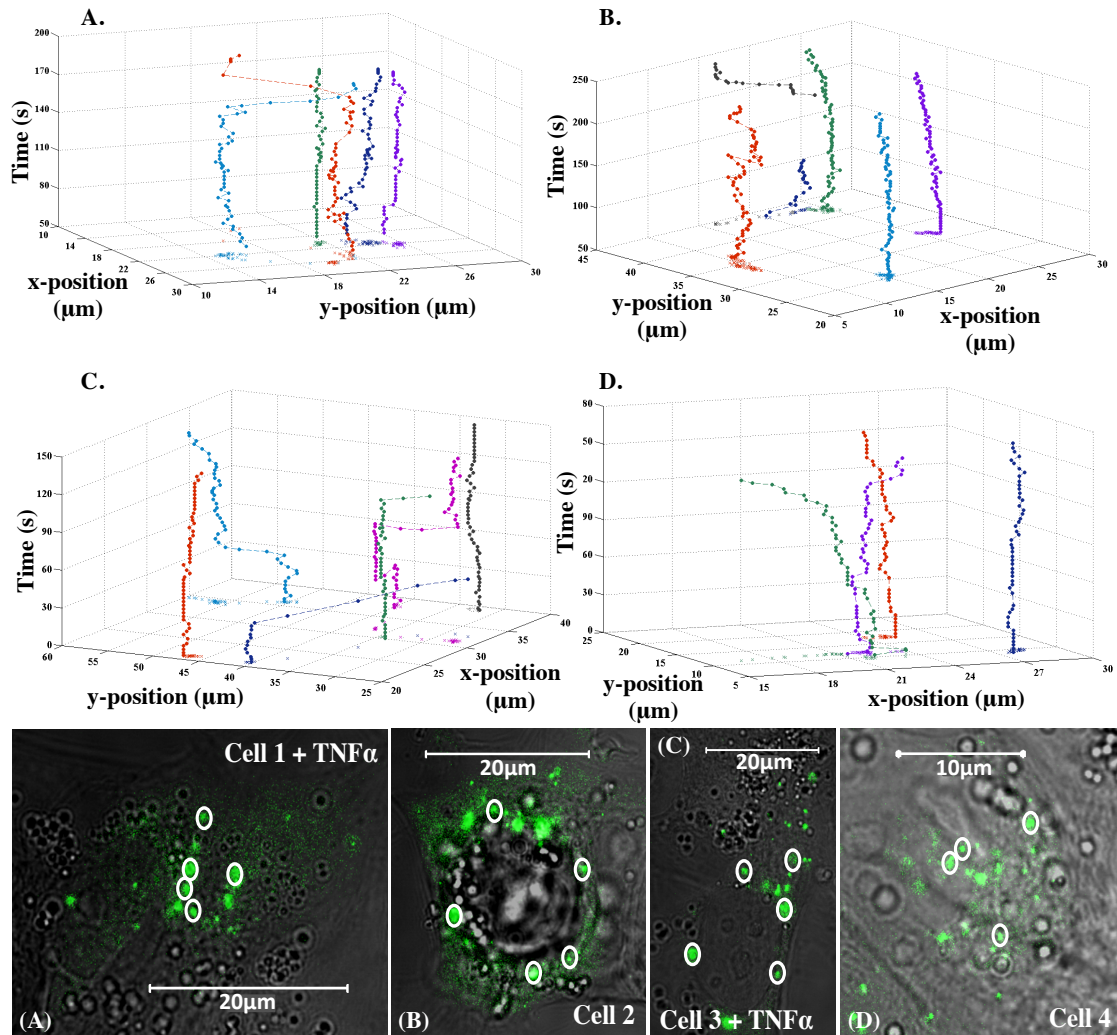 A.
200
170
140
110
80
50
Time (s)
10
14
18
22
26
30
x-position
(µm)
10
14
18
22
26
30
y-position
(µm)
B.
250
200
150
100
50
Time (s)
45
40
35
30
25
20
y-position
(µm)
5
10
15
20
25
30
x-position
(µm)
C.
150
120
90
60
30
0
Time (s)
60
55
50
45
40
35
30
25
y-position (µm)
20
25
30
35
40
x-position
(µm)
D.
80
50
20
90
60
30
0
Time (s)
25
20
15
10
5
y-position
(µm)
15
18
21
24
27
30
x-position
(µm)
Cell 1 + TNFα
20µm
(A)
20µm
(B)
Cell 2
(C)
20µm
Cell 3 + TNFα
10µm
(D)
Cell 4